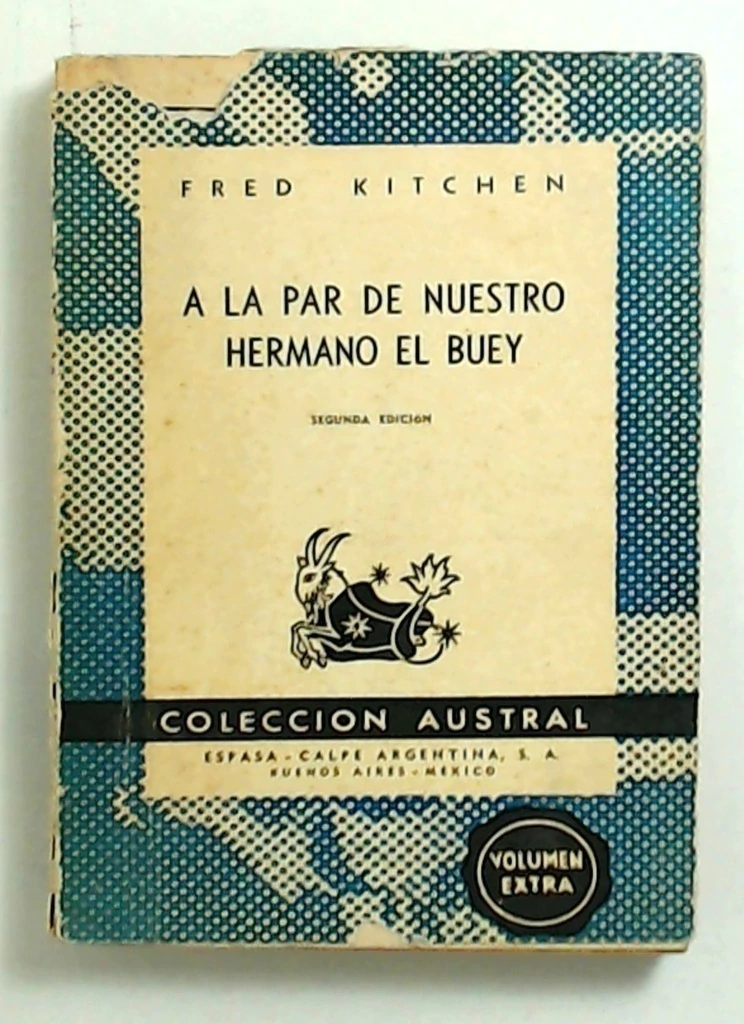 FRED KITCHEN
A LA PAR DE NUESTRO
HERMANO EL BUEY
SEGUNDA EDICIÓN
COLECCION AUSTRAL
ESPASA - CALPE ARGENTINA, S. A.
BUENOS AIRES - MEXICO
VOLUMEN
EXTRA